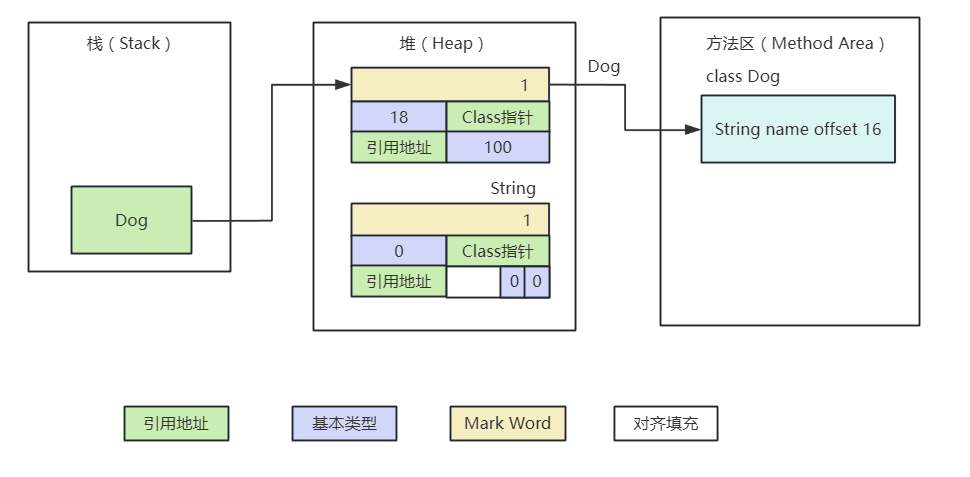 栈（Stack）
Dog
堆（Heap）
1
18 Class指针
引用地址 100
String
1
0 Class指针
引用地址 0 0
Dog
方法区（Method Area）
class Dog
String name offset 16
引用地址 基本类型 Mark Word 对齐填充